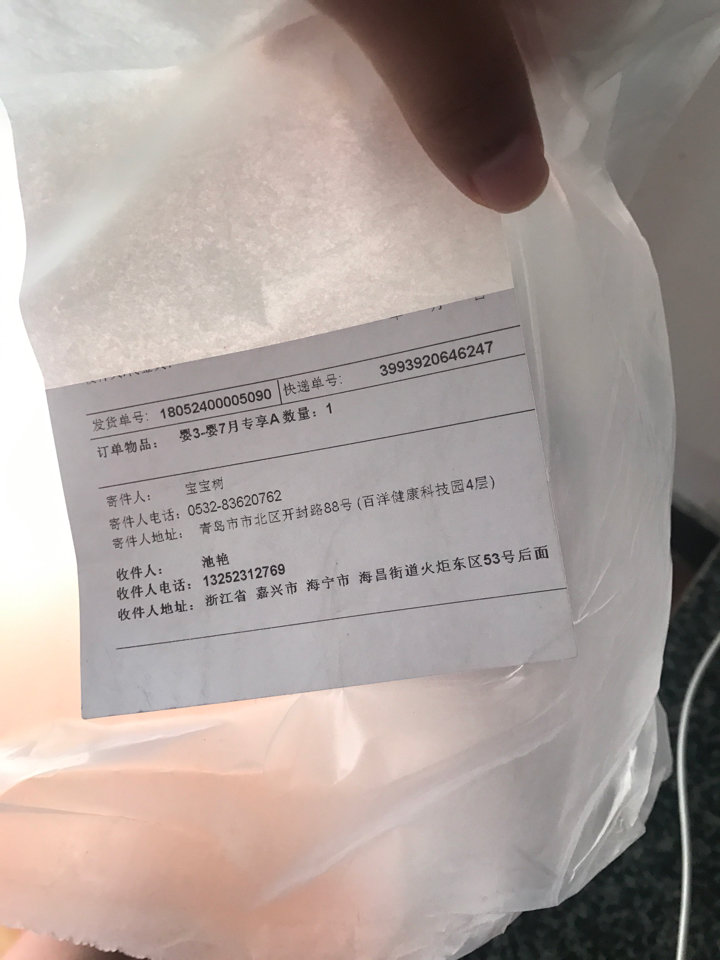 发货单号: 18052400005090 快递单号: 3993920646247
订单物品: 婴3-婴7月专享A 数量:1
寄件人: 宝宝树
寄件人电话: 0532-83620762
寄件人地址: 青岛市市北区开封路88号 (百洋健康科技园4层)
收件人: 池艳
收件人电话: 13252312769
收件人地址: 浙江省 嘉兴市 海宁市 海昌街道火炬东区53号后面